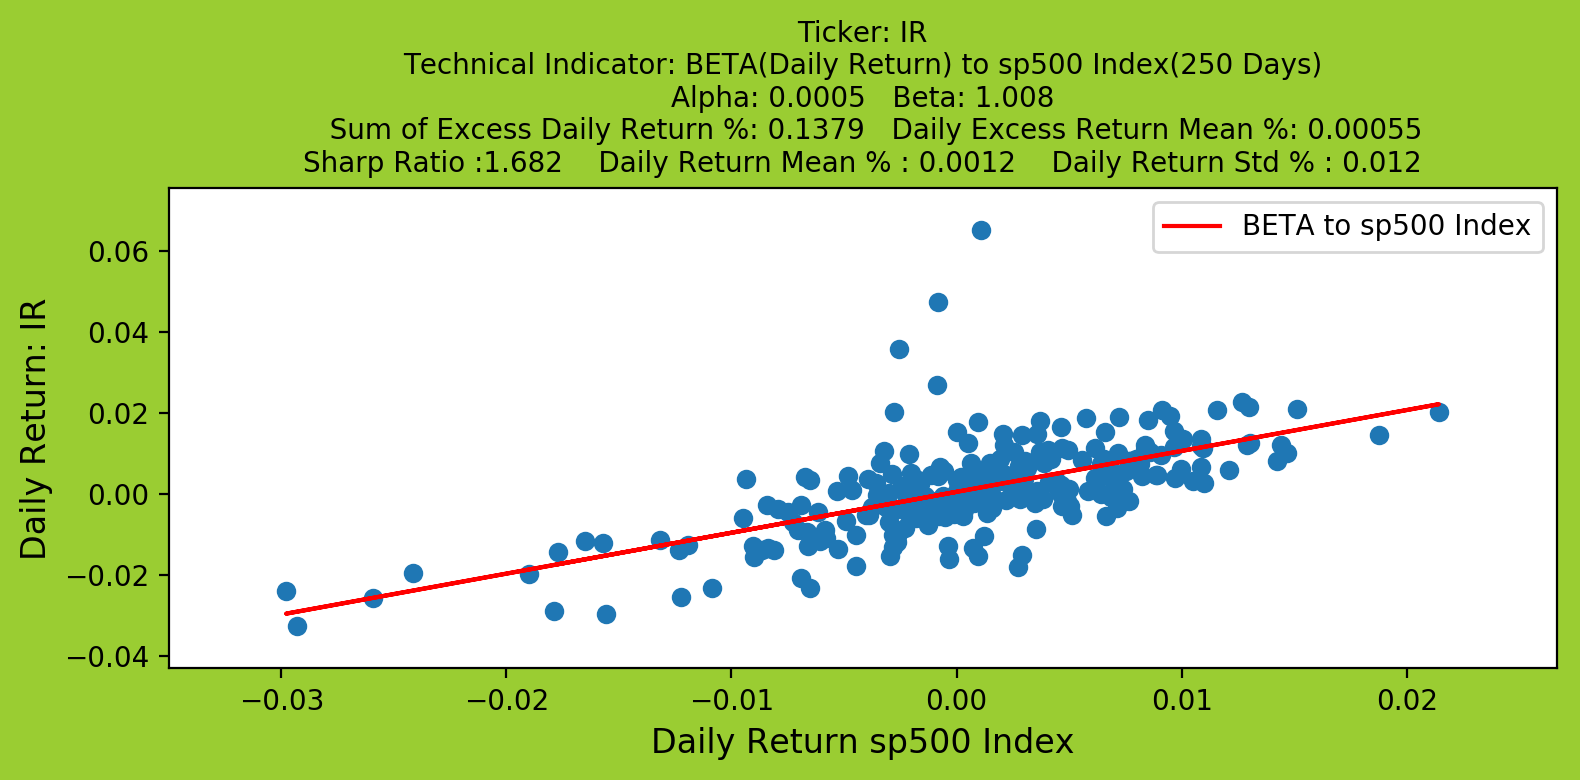 Ticker: IR
Technical Indicator: BETA(Daily Return) to sp500 Index(250 Days)
Alpha: 0.0005   Beta: 1.008
Sum of Excess Daily Return %: 0.1379   Daily Excess Return Mean %: 0.00055
Sharp Ratio :1.682    Daily Return Mean % : 0.0012    Daily Return Std % : 0.012
BETA to sp500 Index
Daily Return: IR
0.06
0.04
0.02
0.00
−0.02
−0.04
−0.03
−0.02
−0.01
0.00
0.01
0.02
Daily Return sp500 Index